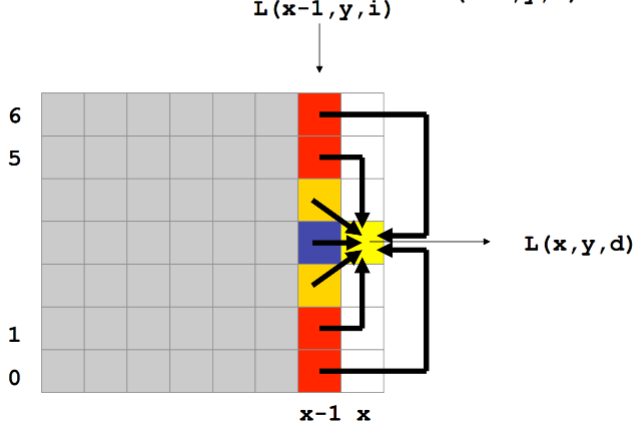 L(x-1,y,i)
6
5
L(x,y,d)
1
0
x-1 x